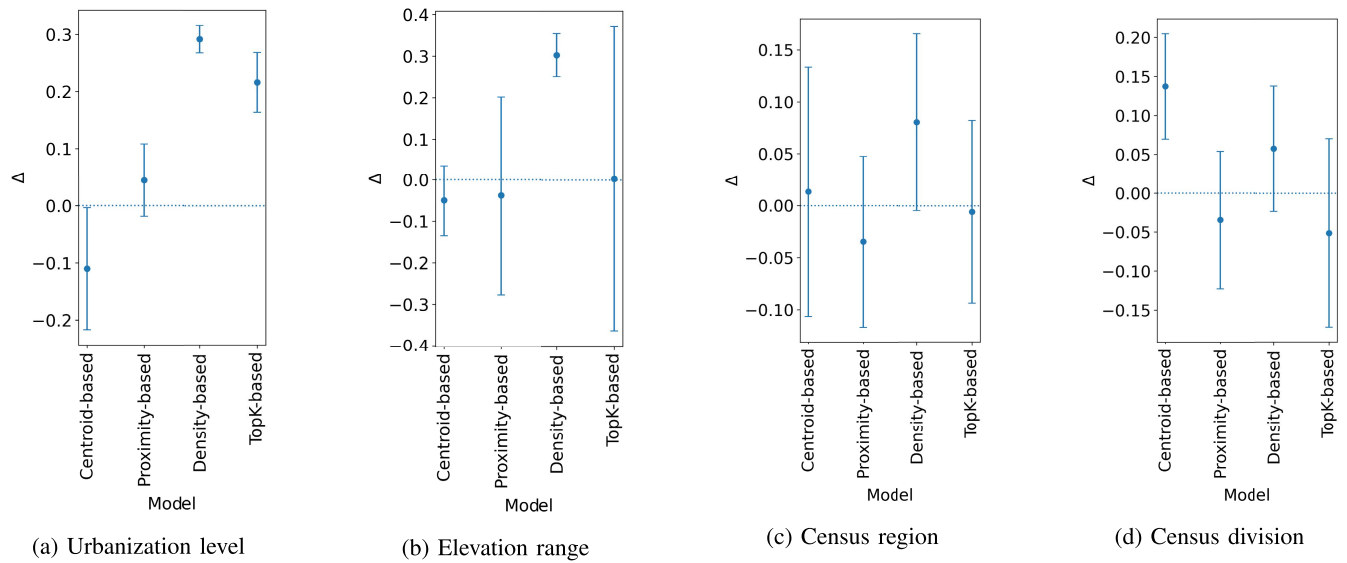 0.3
0.2
0.1
0.0
−0.1
−0.2
Δ
Centroid-based
Proximity-based
Density-based
TopK-based
Model
(a) Urbanization level
0.4
0.3
0.2
0.1
0.0
−0.1
−0.2
−0.3
−0.4
Δ
Centroid-based
Proximity-based
Density-based
TopK-based
Model
(b) Elevation range
0.15
0.10
0.05
0.00
−0.05
−0.10
Δ
Centroid-based
Proximity-based
Density-based
TopK-based
Model
(c) Census region
0.20
0.15
0.10
0.05
0.00
−0.05
−0.10
−0.15
Δ
Centroid-based
Proximity-based
Density-based
TopK-based
Model
(d) Census division